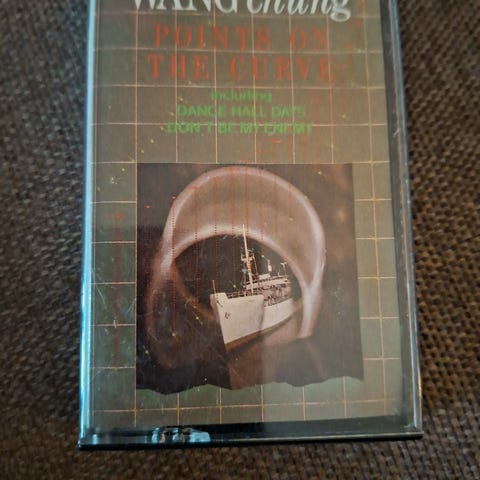 WANG chung
POINTS ON
THE CURVE
including
DANCE HALL DAYS
DON'T BE MY ENEMY